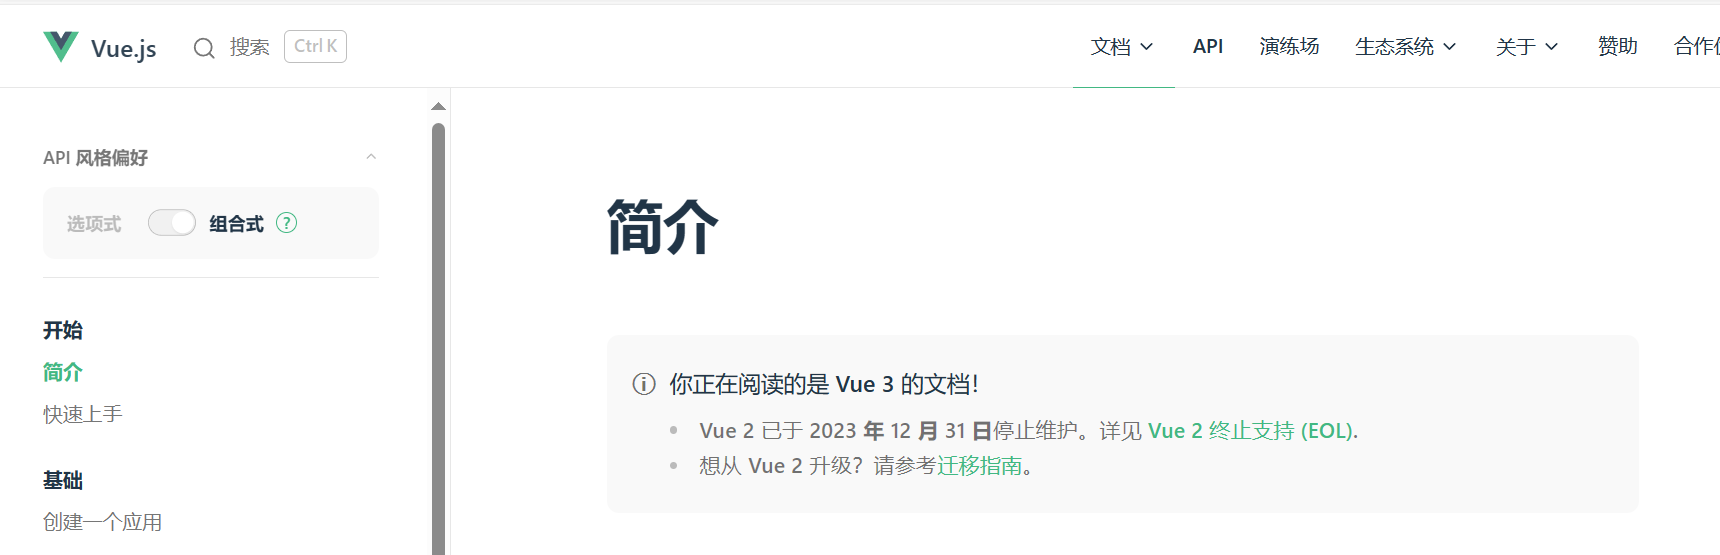 Vue.js 搜索 Ctrl K 文档 API 演练场 生态系统 关于 赞助 合作
API 风格偏好
选项式 组合式 ?
开始
简介
快速上手
基础
创建一个应用
简介
你正在阅读的是 Vue 3 的文档！
Vue 2 已于 2023 年 12 月 31 日停止维护。详见 Vue 2 终止支持 (EOL).
想从 Vue 2 升级？请参考迁移指南。